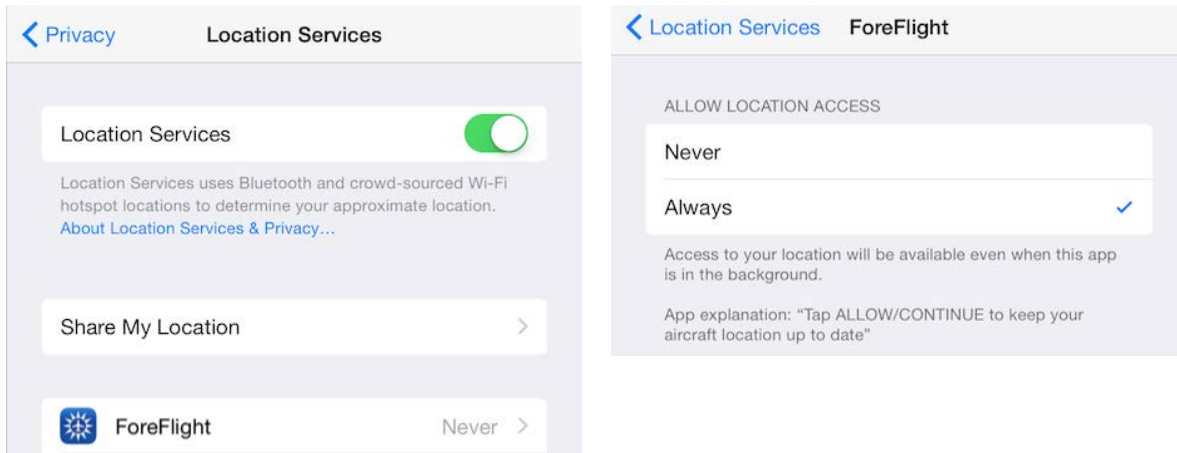 Privacy
Location Services
Location Services
Location Services uses Bluetooth and crowd-sourced Wi-Fi
hotspot locations to determine your approximate location.
About Location Services & Privacy…
Share My Location
ForeFlight
Never
Location Services
ForeFlight
ALLOW LOCATION ACCESS
Never
Always
Access to your location will be available even when this app
is in the background.
App explanation: “Tap ALLOW/CONTINUE to keep your
aircraft location up to date”